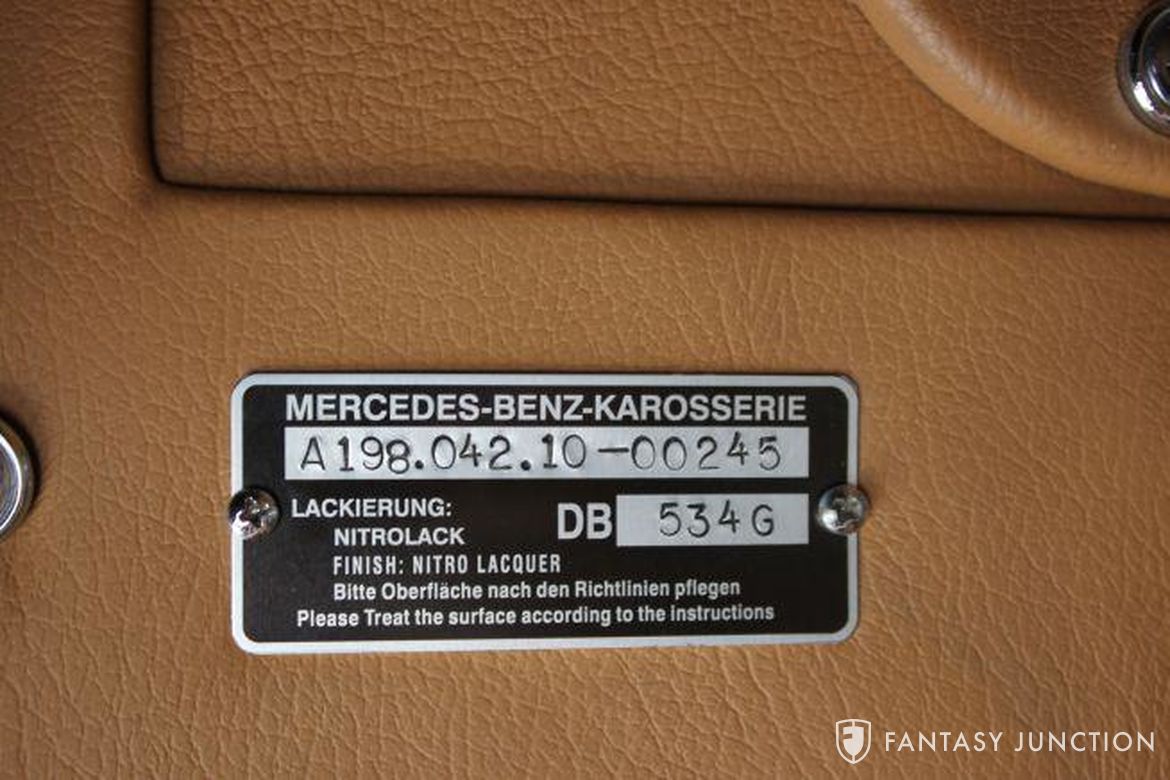 MERCEDES-BENZ-KAROSSERIE
A198.042.10-00245
LACKIERUNG:
NITROLACK
DB 534G
FINISH: NITRO LACQUER
Bitte Oberfläche nach den Richtlinien pflegen
Please Treat the surface according to the instructions
FANTASY JUNCTION